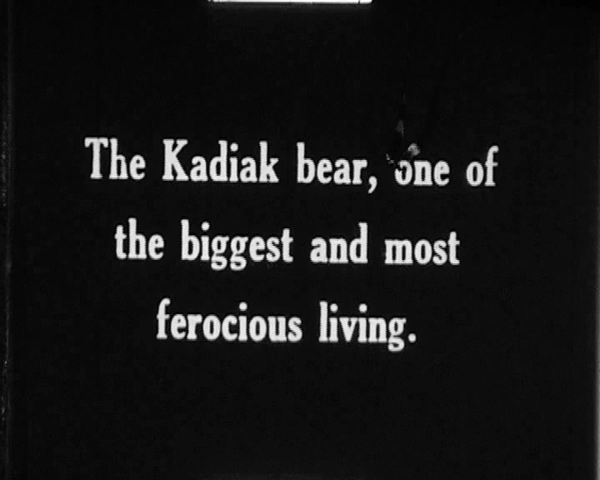 The Kadiak bear, one of
the biggest and most
ferocious living.